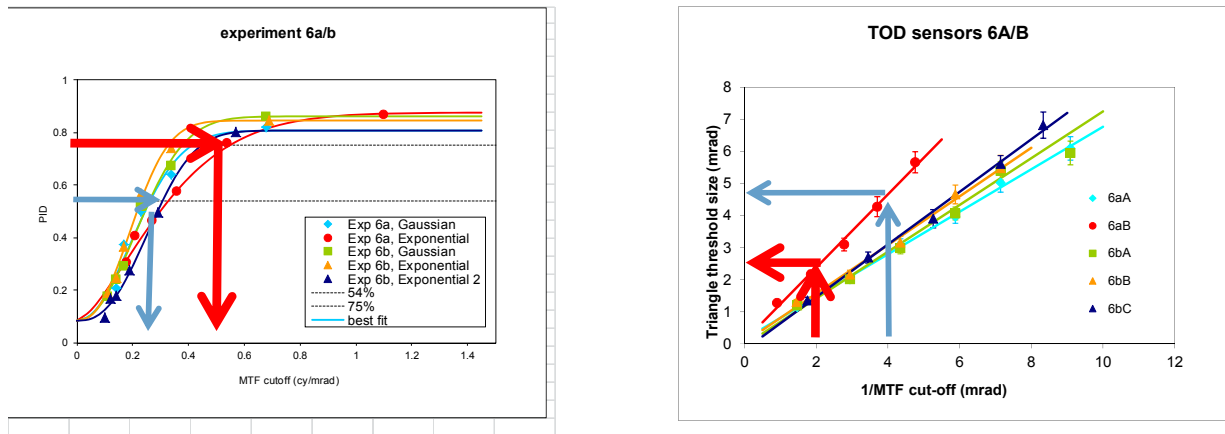 experiment 6a/b
PID
1
0.8
0.6
0.4
0.2
0
0
0.2
0.4
0.6
0.8
1
1.2
1.4
MTF cutoff (cy/mrad)
Exp 6a, Gaussian
Exp 6a, Exponential
Exp 6b, Gaussian
Exp 6b, Exponential
Exp 6b, Exponential 2
54%
75%
best fit
TOD sensors 6A/B
Triangle threshold size (mrad)
8
7
6
5
4
3
2
1
0
0
2
4
6
8
10
12
1/MTF cut-off (mrad)
6aA
6aB
6bA
6bB
6bC